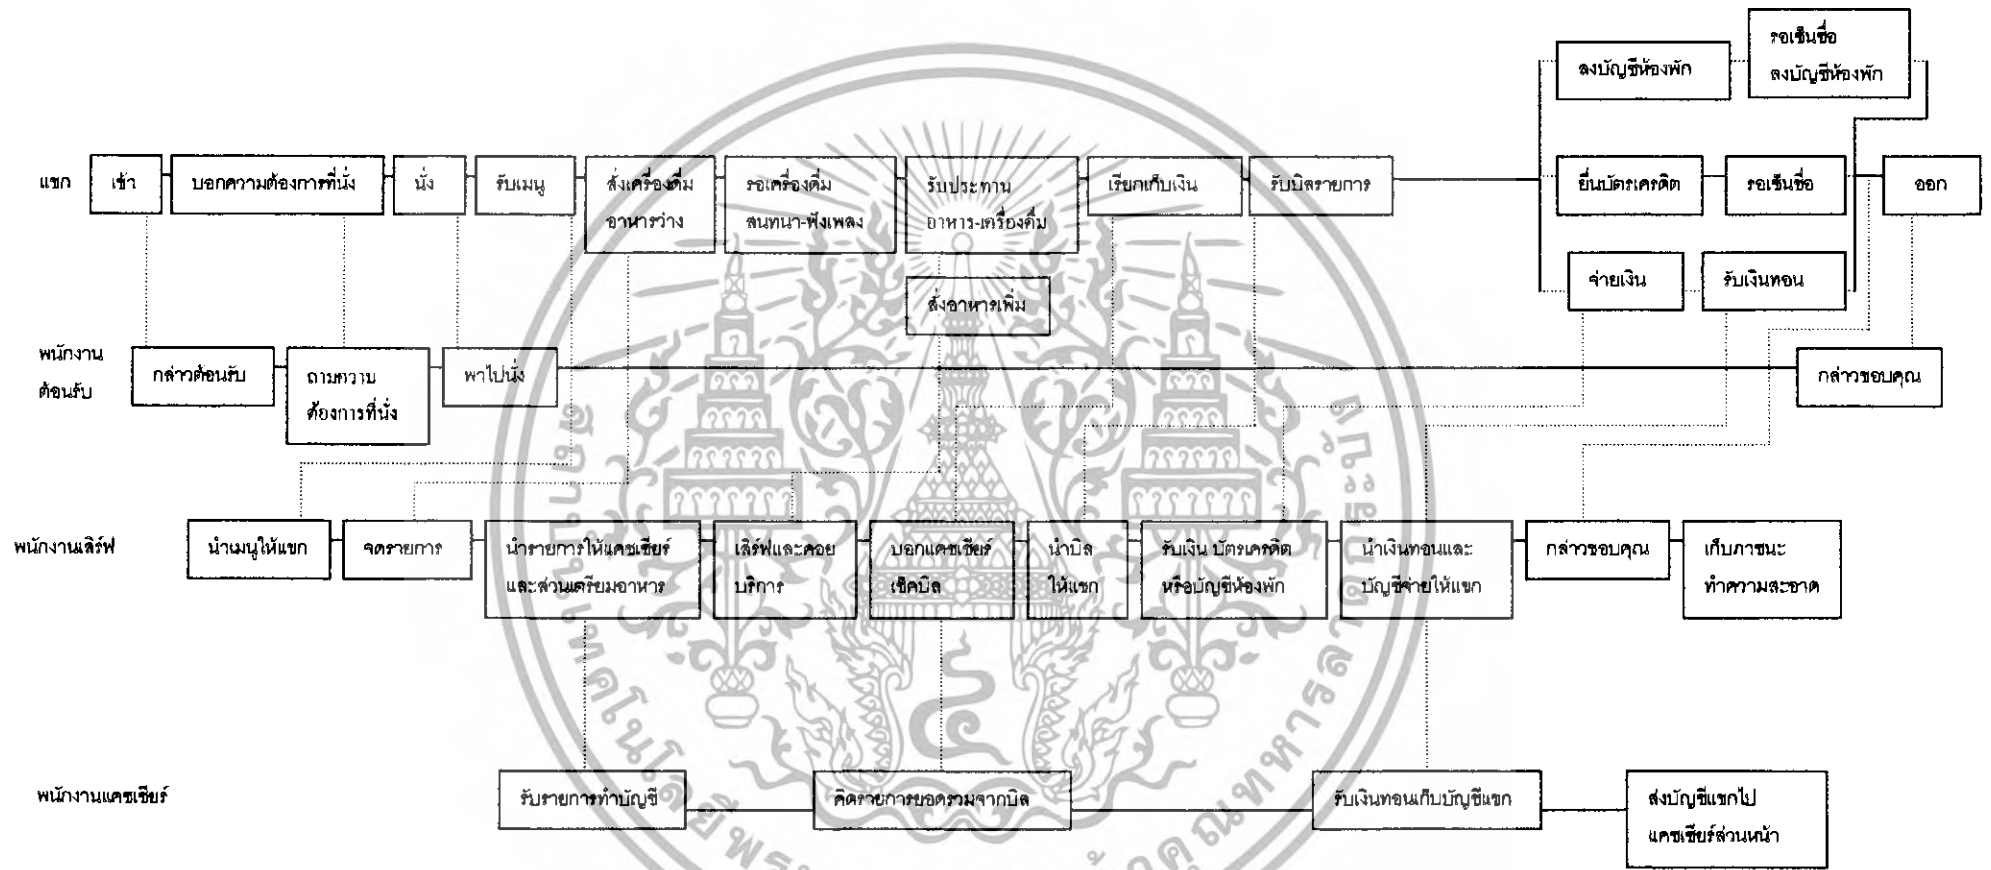 รอเซ็นชื่อ
ลงบัญชีห้องพัก
ลงบัญชีห้องพัก
แขก
เข้า
บอกความต้องการที่นั่ง
นั่ง
รับเมนู
สั่งเครื่องดื่ม
อาหารว่าง
รอเครื่องดื่ม
สนทนา-ฟังเพลง
รับประทาน
อาหาร-เครื่องดื่ม
เรียกเก็บเงิน
รับบิลรายการ
ยื่นบัตรเครดิต
รอเซ็นชื่อ
ออก
สั่งอาหารเพิ่ม
จ่ายเงิน
รับเงินทอน
พนักงาน
ต้อนรับ
กล่าวต้อนรับ
ถามความ
ต้องการที่นั่ง
พาไปนั่ง
กล่าวขอบคุณ
พนักงานเสิร์ฟ
นำเมนูให้แขก
จดรายการ
นำรายการให้แคชเชียร์
และส่วนเตรียมอาหาร
เสิร์ฟและคอย
บริการ
บอกแคชเชียร์
เช็คบิล
นำบิล
ให้แขก
รับเงิน บัตรเครดิต
หรือบัญชีห้องพัก
นำเงินทอนและ
บัญชีจ่ายให้แขก
กล่าวขอบคุณ
เก็บภาชนะ
ทำความสะอาด
พนักงานแคชเชียร์
รับรายการทำบัญชี
คิดรายการยอดรวมจากบิล
รับเงินทอนเก็บบัญชีแขก
ส่งบัญชีแขกไป
แคชเชียร์ส่วนหน้า